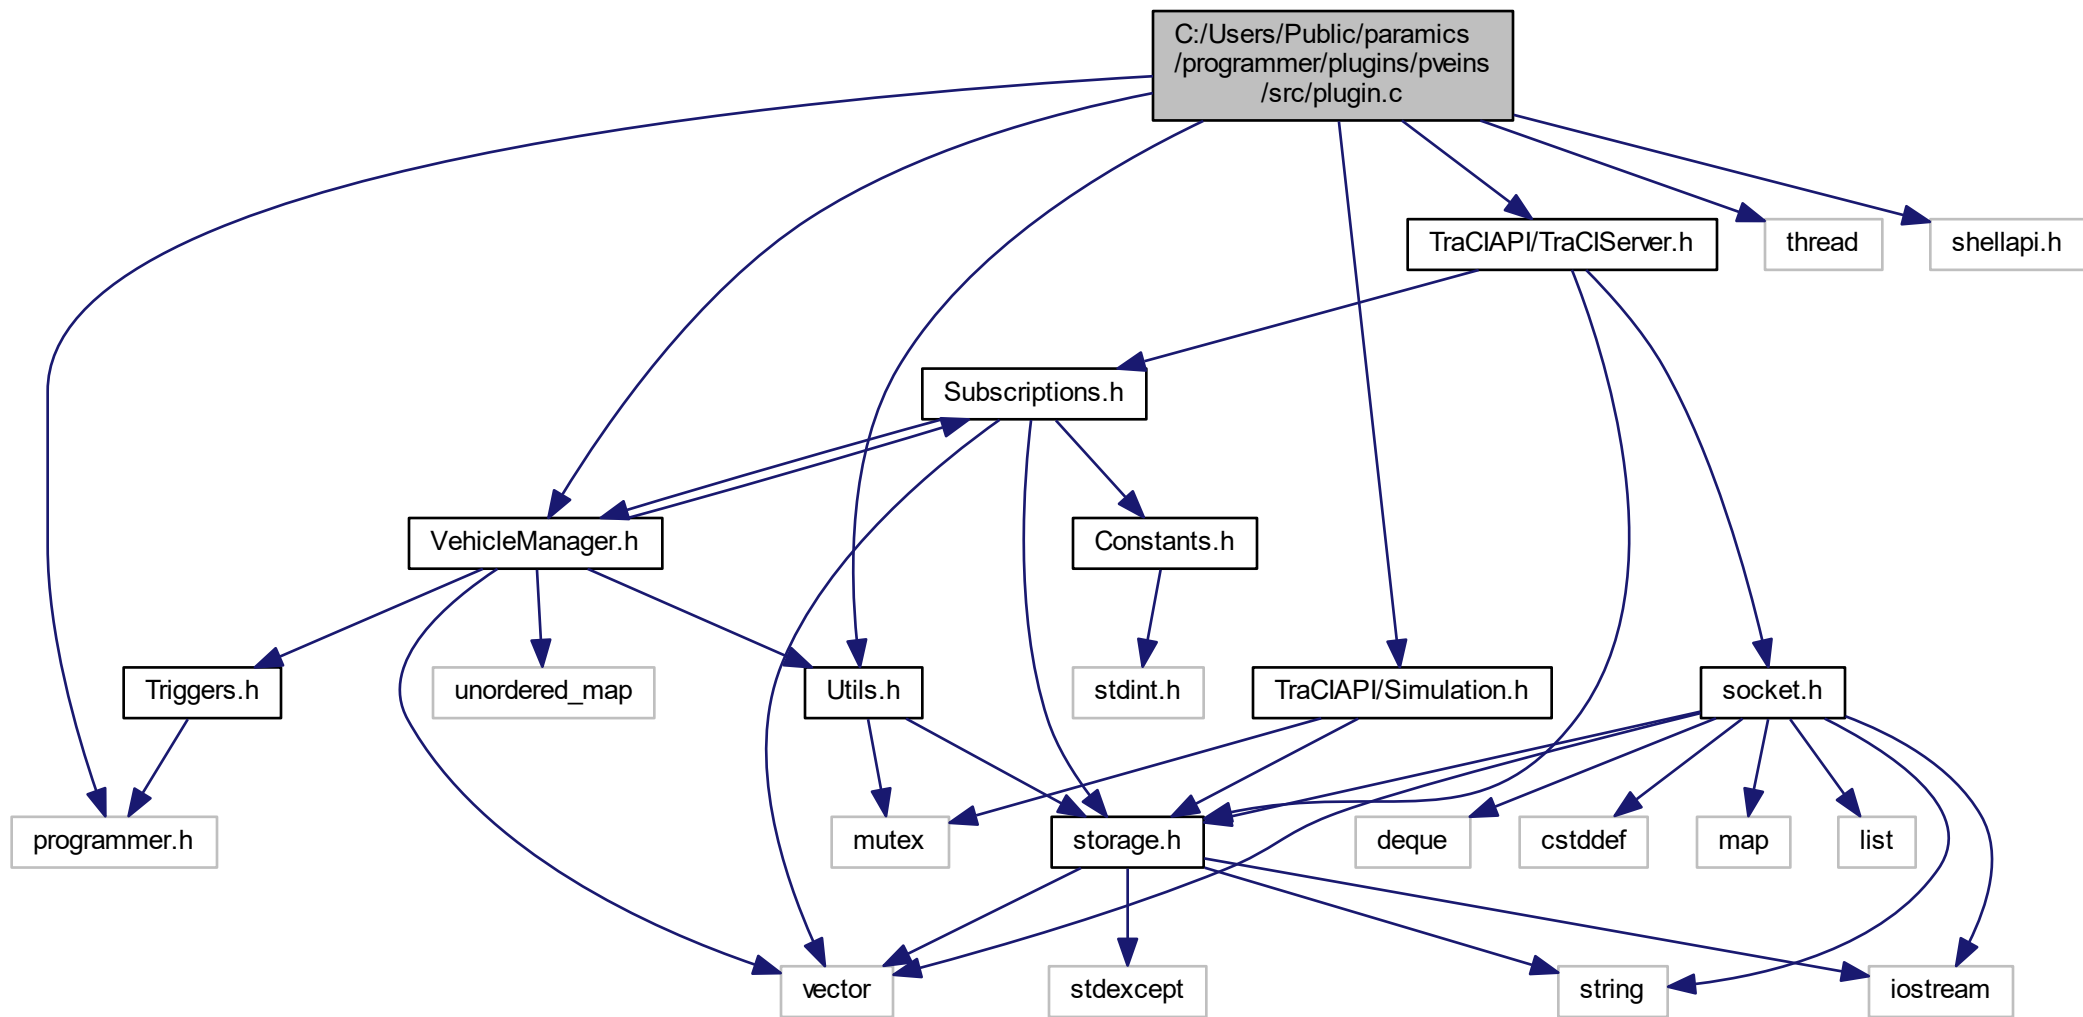 C:/Users/Public/paramics
/programmer/plugins/pveins
/src/plugin.c
TraCIAPI/TraCIServer.h
thread
shellapi.h
Subscriptions.h
VehicleManager.h
Constants.h
Triggers.h
unordered_map
Utils.h
stdint.h
TraCIAPI/Simulation.h
socket.h
programmer.h
mutex
storage.h
deque
cstddef
map
list
vector
stdexcept
string
iostream